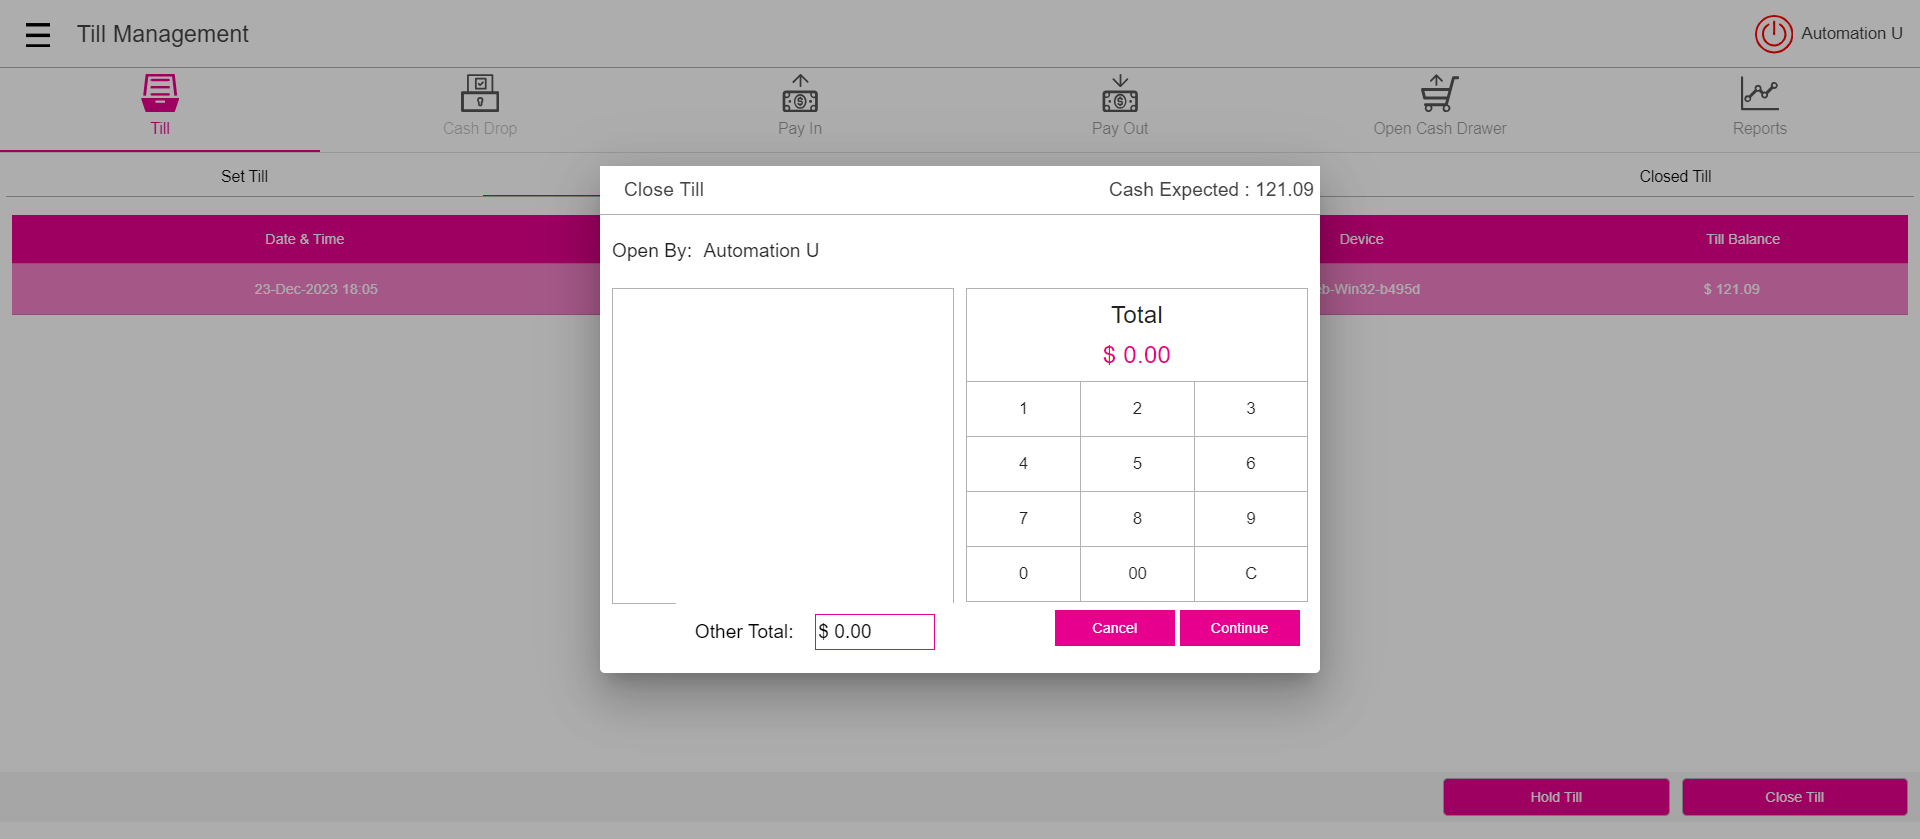 Till Management
Automation U
Till
Cash Drop
Pay In
Pay Out
Open Cash Drawer
Reports
Set Till
Closed Till
Date & Time
Device
Till Balance
23-Dec-2023 18:05
b-Win32-b495d
$ 121.09
Close Till
Cash Expected : 121.09
Open By: Automation U
Total
$ 0.00
1 2 3
4 5 6
7 8 9
0 00 C
Other Total: $ 0.00
Cancel
Continue
Hold Till
Close Till